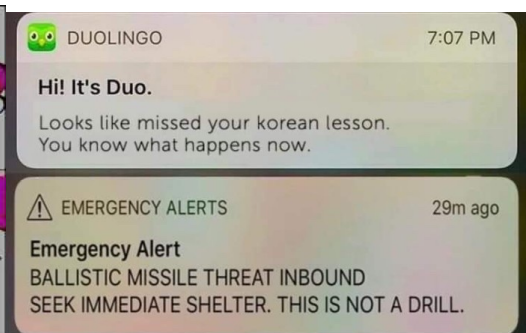 DUOLINGO 7:07 PM
Hi! It's Duo.
Looks like missed your korean lesson.
You know what happens now.
EMERGENCY ALERTS 29m ago
Emergency Alert
BALLISTIC MISSILE THREAT INBOUND
SEEK IMMEDIATE SHELTER. THIS IS NOT A DRILL.